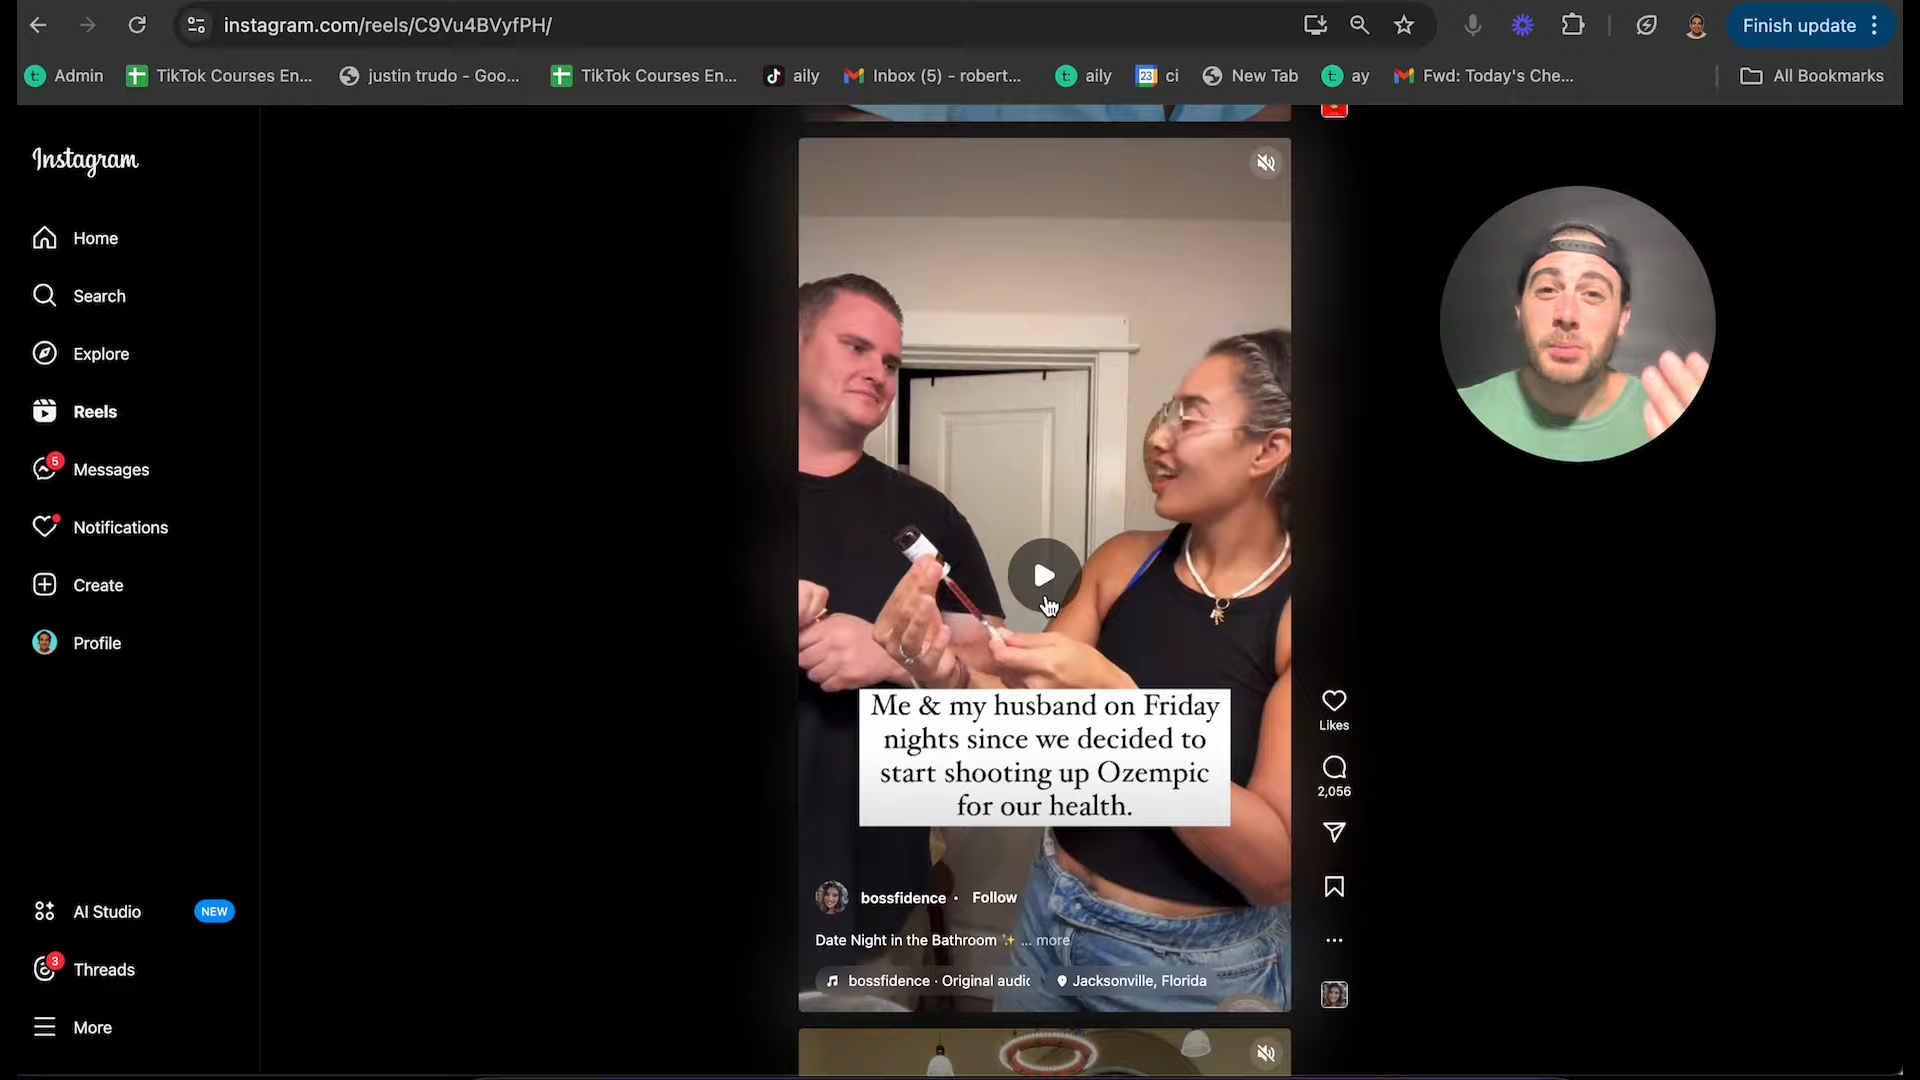 instagram.com/reels/C9Vu4BVyfPH/
Finish update
Admin
TikTok Courses En...
justin trudo - Goo...
TikTok Courses En...
aily
Inbox (5) - robert...
aily
23
ci
New Tab
ay
Fwd: Today's Che...
All Bookmarks
Instagram
Home
Search
Explore
Reels
5
Messages
Notifications
Create
Profile
AI Studio
NEW
3
Threads
More
Me & my husband on Friday
nights since we decided to
start shooting up Ozempic
for our health.
bossfidence · Follow
Date Night in the Bathroom ✨ ... more
bossfidence · Original audio
Jacksonville, Florida
Likes
2,056